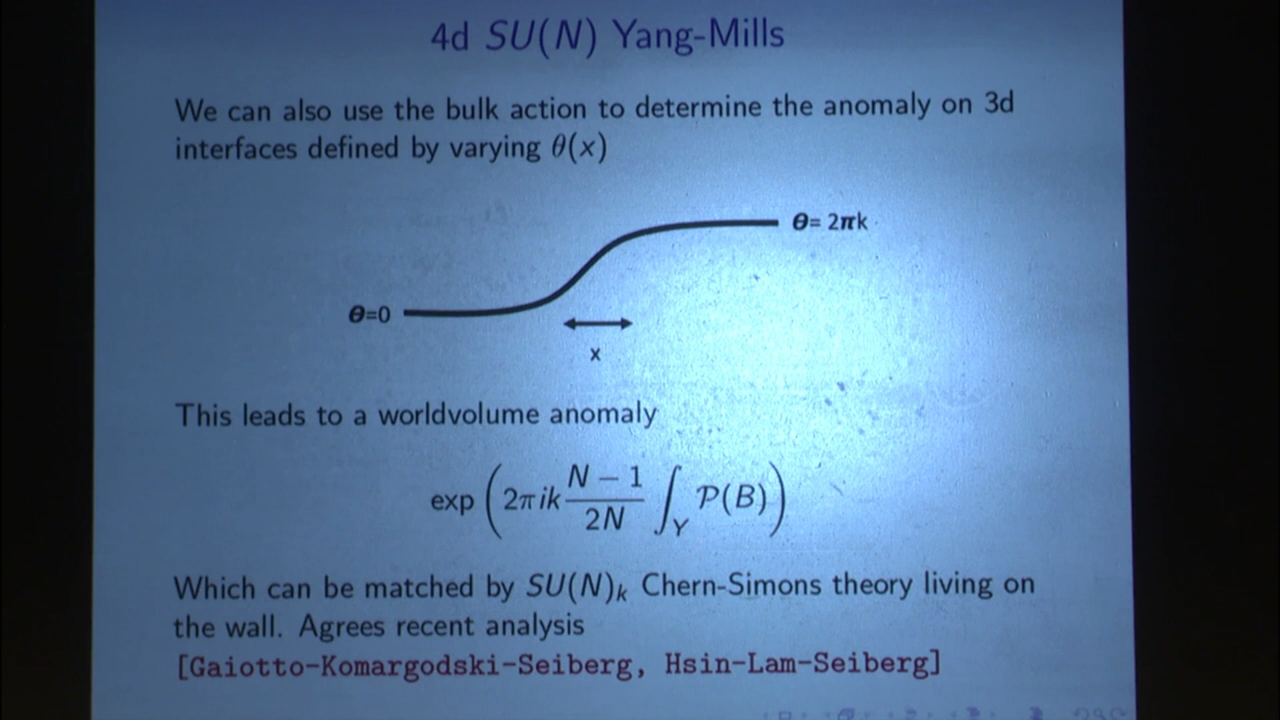 4d SU(N) Yang-Mills
We can also use the bulk action to determine the anomaly on 3d
interfaces defined by varying θ(x)
θ= 2πk
θ=0
x
This leads to a worldvolume anomaly
exp ( 2πik \frac{N − 1}{2N} ∫_Y P(B) )
Which can be matched by SU(N)_k Chern-Simons theory living on
the wall. Agrees recent analysis
[Gaiotto-Komargodski-Seiberg, Hsin-Lam-Seiberg]